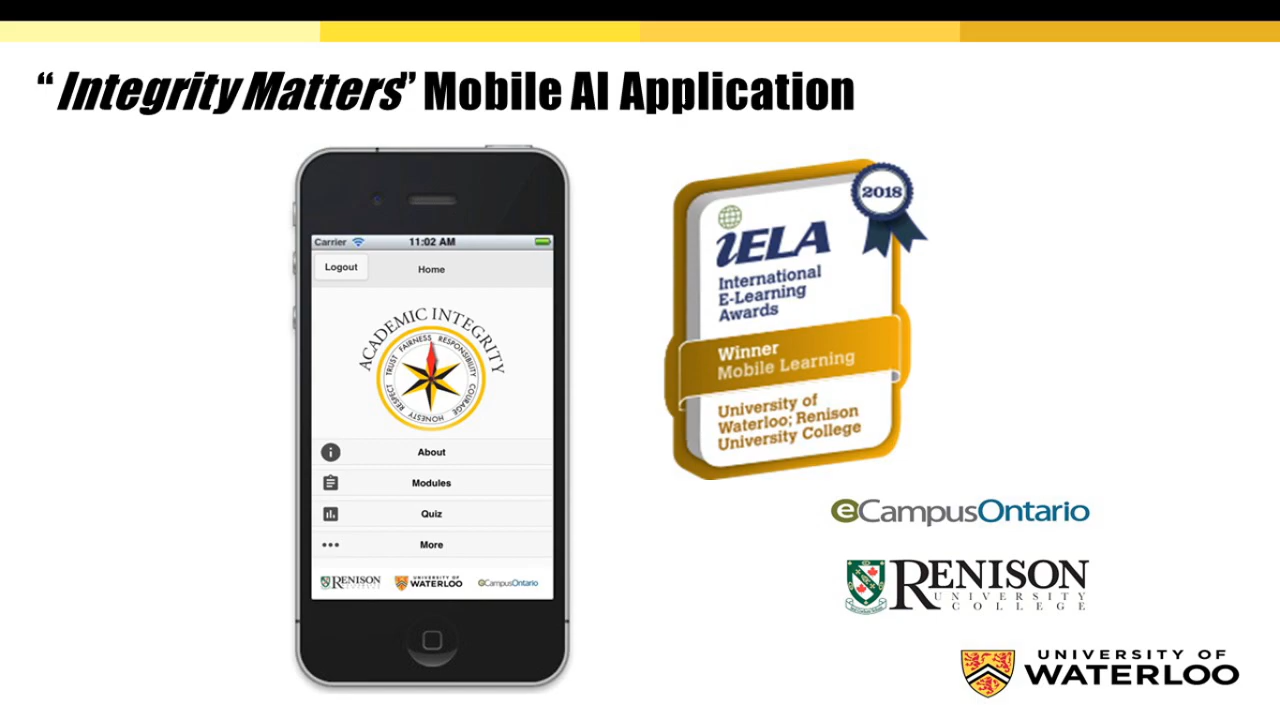 “Integrity Matters” Mobile AI Application
Carrier 11:02 AM
Logout Home
ACADEMIC INTEGRITY
TRUST FAIRNESS RESPONSIBILITY COURAGE HONESTY RESPECT
About
Modules
Quiz
More
RENISON
UNIVERSITY OF
WATERLOO
eCampusOntario
2018
iELA
International
E-Learning
Awards
Winner
Mobile Learning
University of
Waterloo; Renison
University College
eCampusOntario
RENISON
UNIVERSITY
COLLEGE
UNIVERSITY OF
WATERLOO